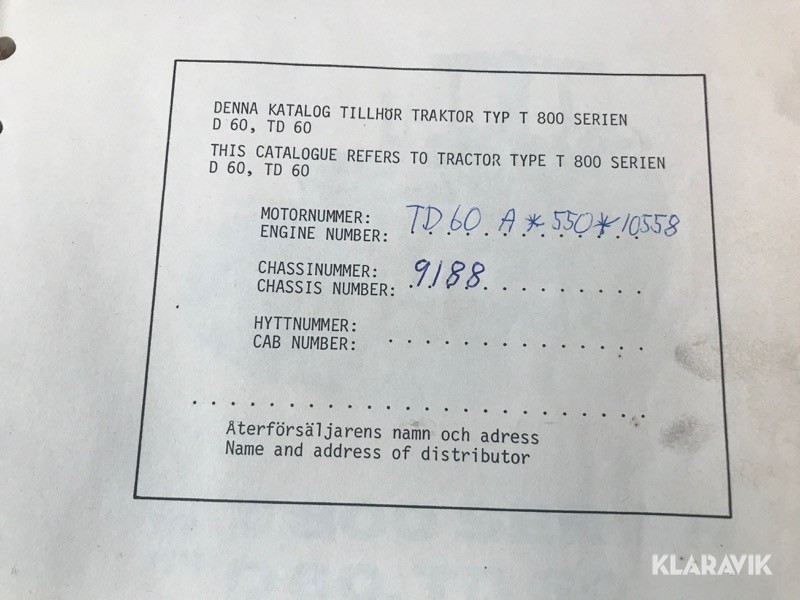 DENNA KATALOG TILLHÖR TRAKTOR TYP T 800 SERIEN
D 60, TD 60
THIS CATALOGUE REFERS TO TRACTOR TYPE T 800 SERIEN
D 60, TD 60
MOTORNUMMER:
ENGINE NUMBER: TD 60 A*550*10558
CHASSINUMMER:
CHASSIS NUMBER: 9188
HYTTNUMMER:
CAB NUMBER:
Återförsäljarens namn och adress
Name and address of distributor
KLARAVIK